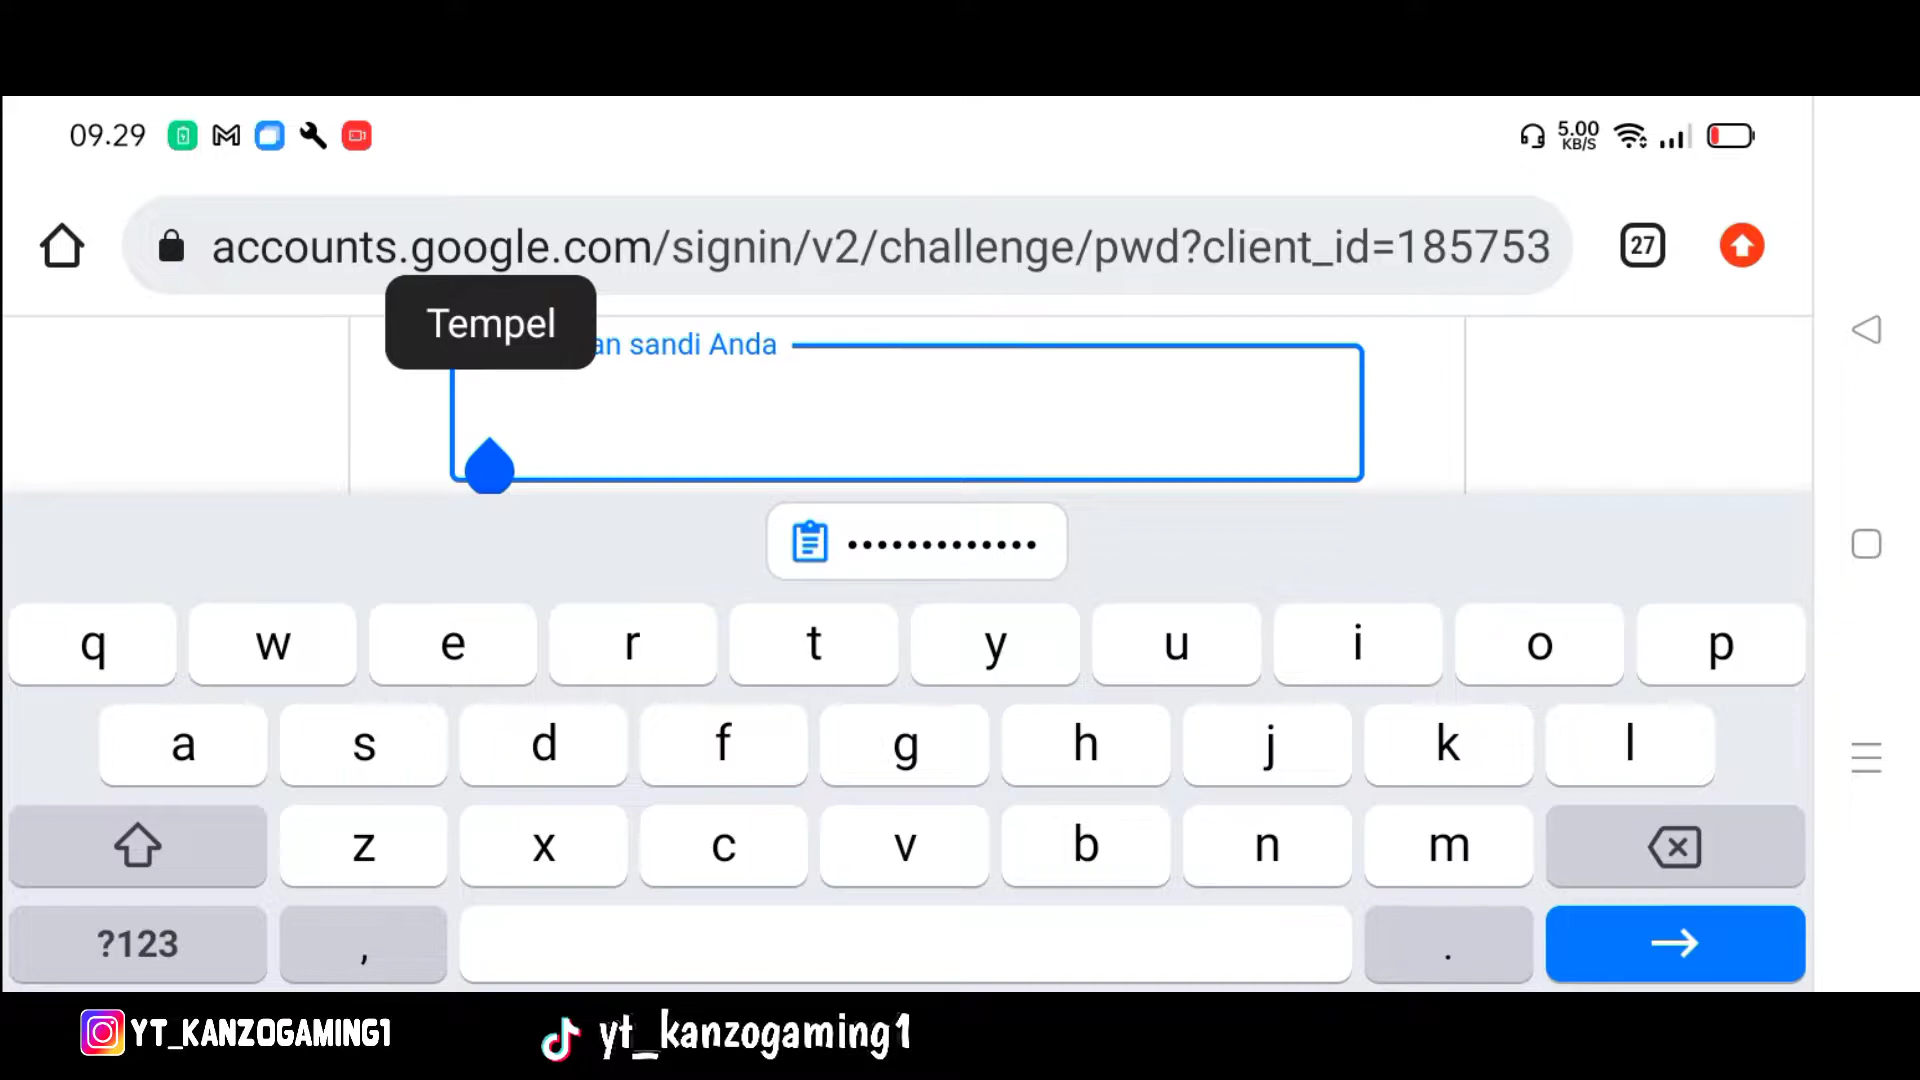 09.29
5.00
KB/S
accounts.google.com/signin/v2/challenge/pwd?client_id=185753
27
Tempel
an sandi Anda
•••••••••••••
q w e r t y u i o p
a s d f g h j k l
z x c v b n m
?123 , .
YT_KANZOGAMING1
yt_kanzogaming1